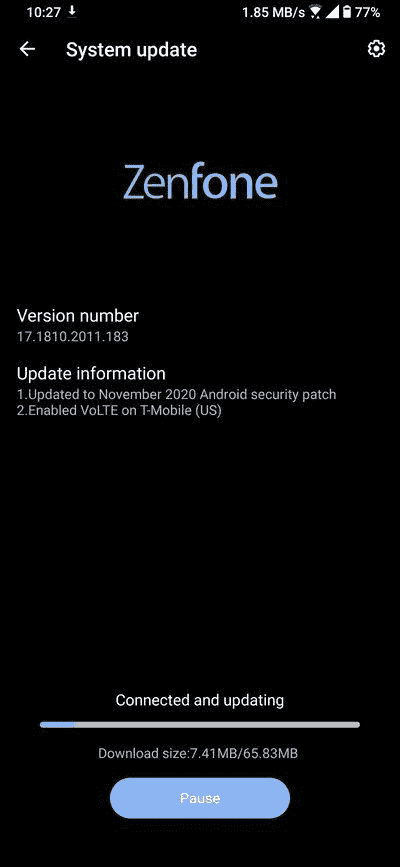 10:27 1.85 MB/s 77%
System update
Zenfone
Version number
17.1810.2011.183
Update information
1.Updated to November 2020 Android security patch
2.Enabled VoLTE on T-Mobile (US)
Connected and updating
Download size:7.41MB/65.83MB
Pause